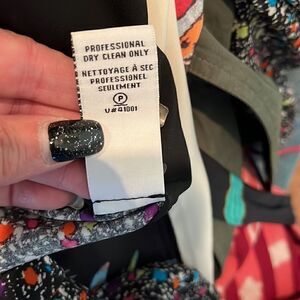 PROFESSIONAL
DRY CLEAN ONLY
NETTOYAGE À SEC
PROFESSIONEL
SEULEMENT
P
V#41001